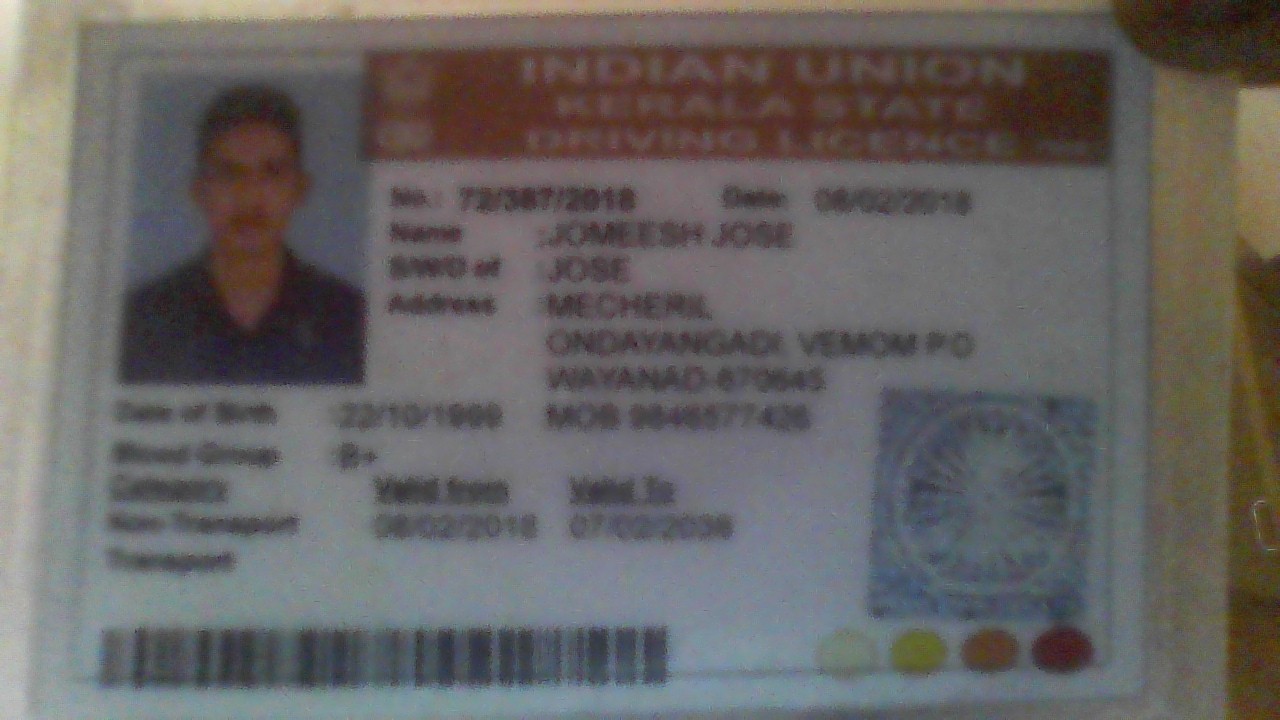 INDIAN UNION
KERALA STATE
DRIVING LICENCE
No.: 72/387/2018 Date: 08/02/2018
Name :JOMEESH JOSE
S/W/D of :JOSE
Address :MECHERIL
ONDAYANGADI, VEMOM P O
WAYANAD-670645
Date of Birth :22/10/1999 MOB 9846577426
Blood Group :B+
Category Valid from Valid To
Non-Transport 08/02/2018 07/02/2038
Transport